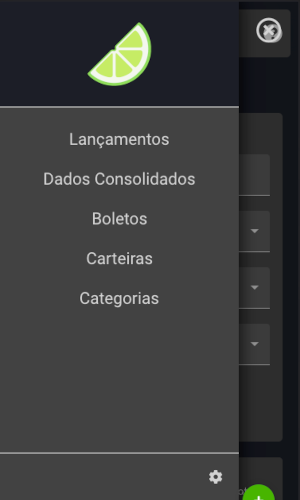 Lançamentos
Dados Consolidados
Boletos
Carteiras
Categorias